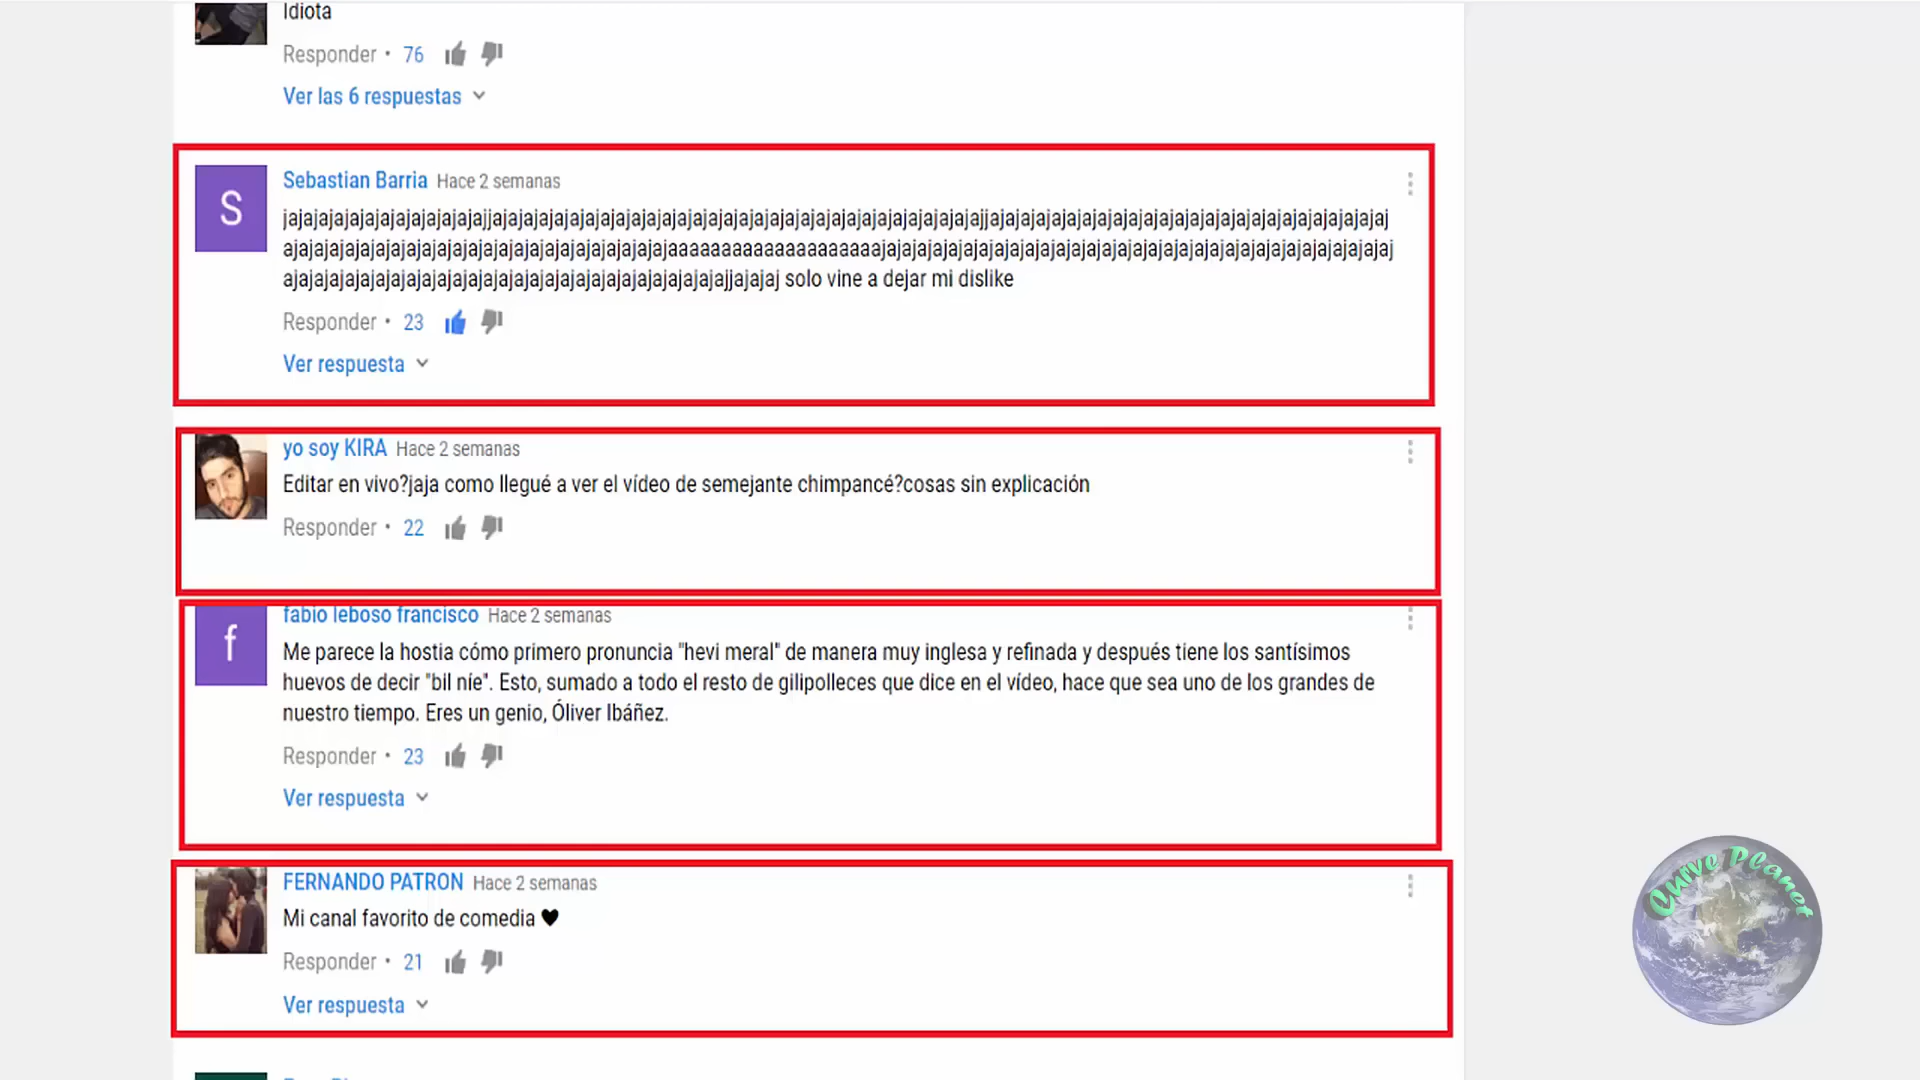 Idiota
Responder • 76
Ver las 6 respuestas
S
Sebastian Barria Hace 2 semanas
jajajajajajajajajajajajajajjajajajajajajajajajajajajajajajajajajajajajajajajajajajajajajajajjajajajajajajajajajajajajajajajajajajajajajajajajajaj
ajajajajajajajajajajajajajajajajajajajajajajajajajaaaaaaaaaaaaaaaaaaaajajajajajajajajajajajajajajajajajajajajajajajajajajajajajajajajajajaj
ajajajajajajajajajajajajajajajajajajajajajajajajajajajajajjajajaj solo vine a dejar mi dislike
Responder • 23
Ver respuesta
yo soy KIRA Hace 2 semanas
Editar en vivo?jaja como llegué a ver el vídeo de semejante chimpancé?cosas sin explicación
Responder • 22
f
fabio leboso francisco Hace 2 semanas
Me parece la hostia cómo primero pronuncia "hevi meral" de manera muy inglesa y refinada y después tiene los santísimos
huevos de decir "bil níe". Esto, sumado a todo el resto de gilipolleces que dice en el vídeo, hace que sea uno de los grandes de
nuestro tiempo. Eres un genio, Óliver Ibáñez.
Responder • 23
Ver respuesta
FERNANDO PATRON Hace 2 semanas
Mi canal favorito de comedia ♥
Responder • 21
Ver respuesta
Curve Planet